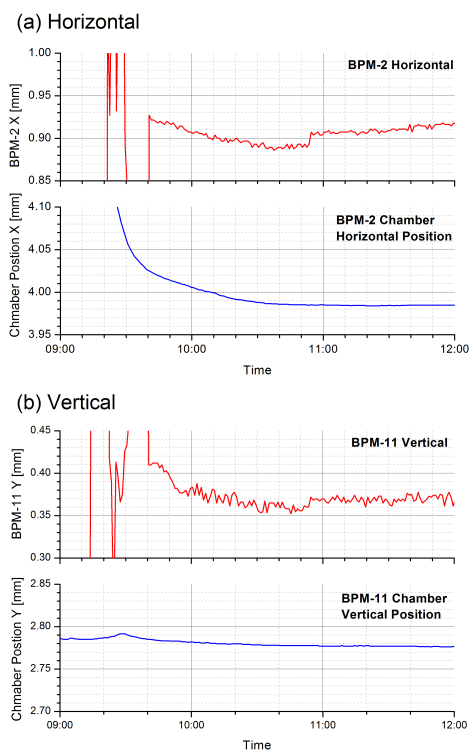 (a) Horizontal
1.00
0.95
0.90
0.85
BPM-2 X [mm]
BPM-2 Horizontal
4.10
4.05
4.00
3.95
Chmaber Postion X [mm]
BPM-2 Chamber
Horizontal Position
09:00 10:00 11:00 12:00
Time
(b) Vertical
0.45
0.40
0.35
0.30
BPM-11 Y [mm]
BPM-11 Vertical
2.85
2.80
2.75
2.70
Chmaber Postion Y [mm]
BPM-11 Chamber
Vertical Position
09:00 10:00 11:00 12:00
Time